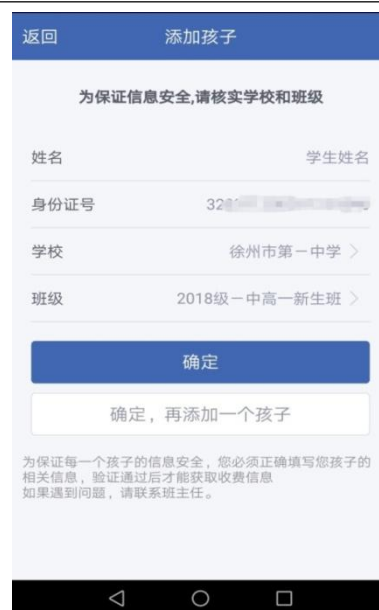 返回 添加孩子
为保证信息安全,请核实学校和班级
姓名 学生姓名
身份证号 32
学校 徐州市第一中学 >
班级 2018级一中高一新生班 >
确定
确定，再添加一个孩子
为保证每一个孩子的信息安全，您必须正确填写您孩子的
相关信息，验证通过后才能获取收费信息
如果遇到问题，请联系班主任。